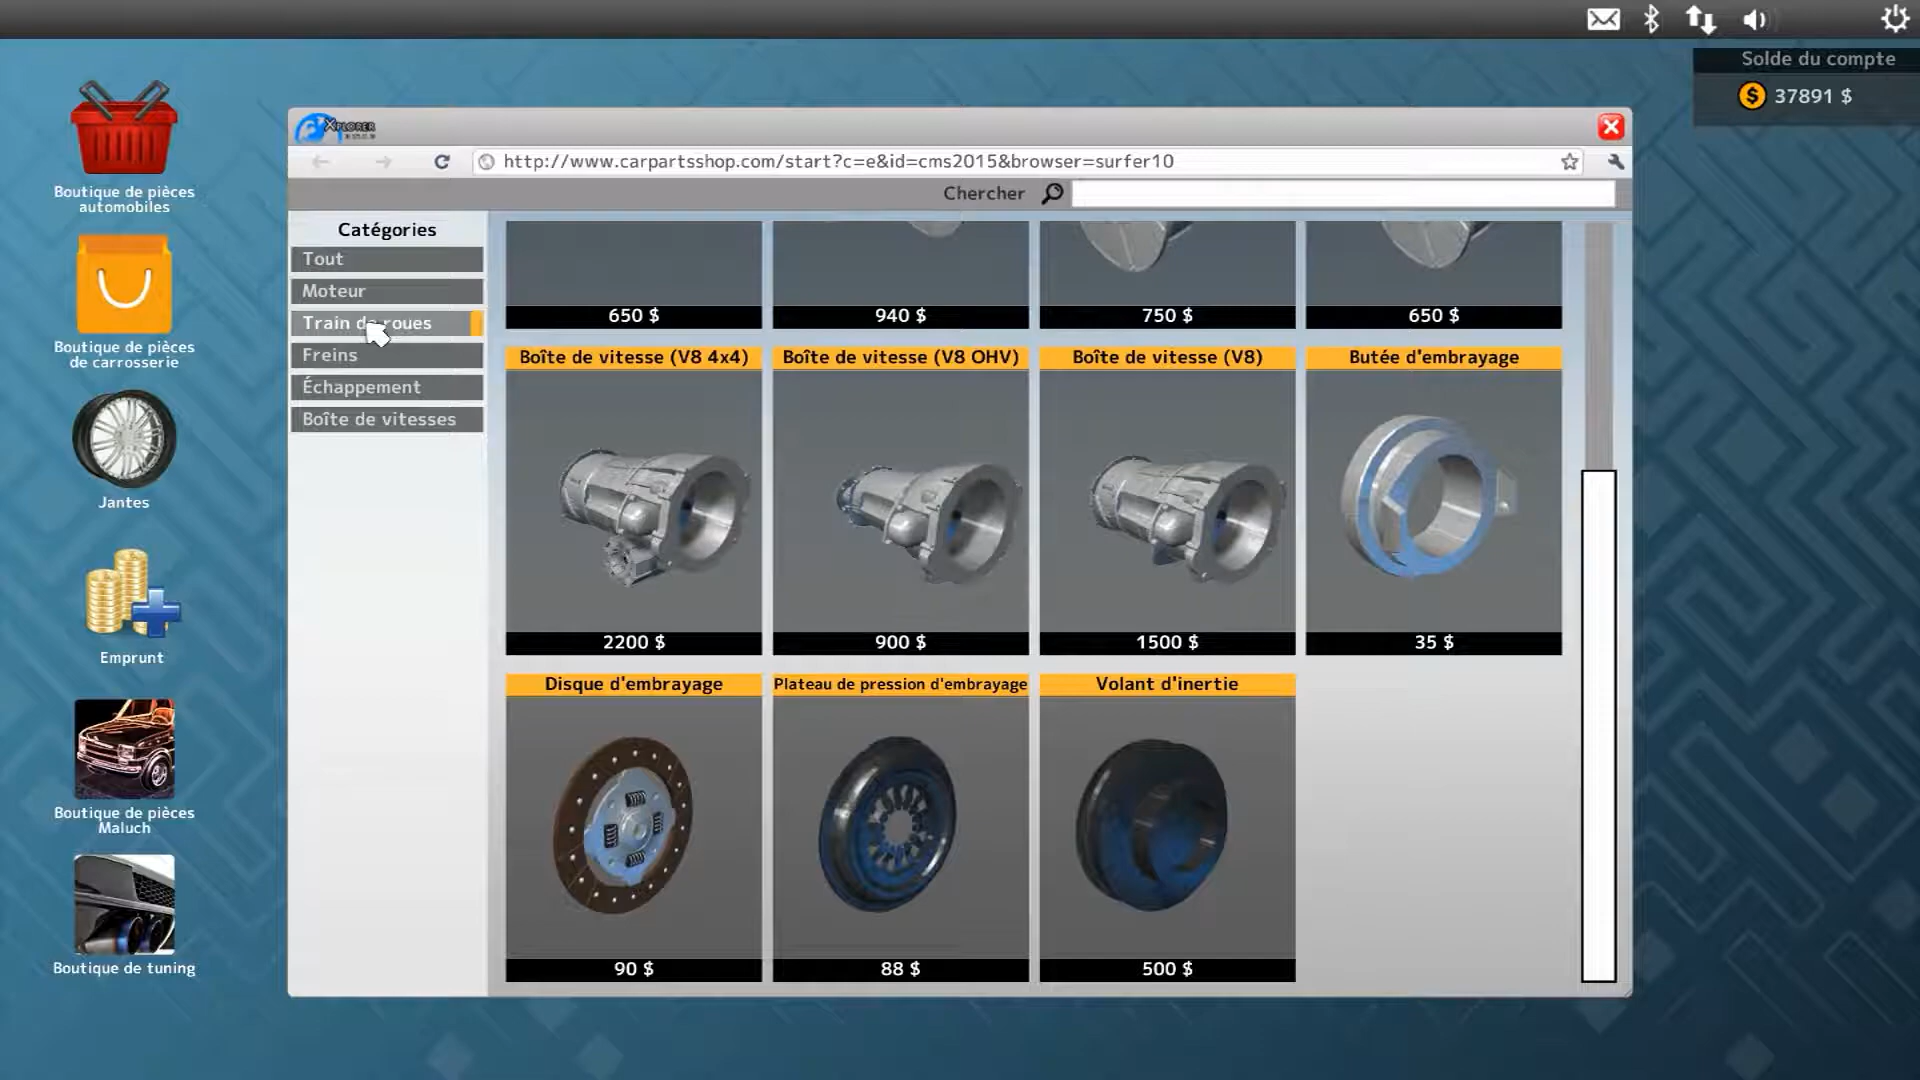 Solde du compte
37891 $
Boutique de pièces
automobiles
Boutique de pièces
de carrosserie
Jantes
Emprunt
Boutique de pièces
Maluch
Boutique de tuning
XPLORER
http://www.carpartsshop.com/start?c=e&id=cms2015&browser=surfer10
Chercher
Catégories
Tout
Moteur
Train de roues
Freins
Échappement
Boîte de vitesses
650 $
940 $
750 $
650 $
Boîte de vitesse (V8 4x4)
Boîte de vitesse (V8 OHV)
Boîte de vitesse (V8)
Butée d'embrayage
2200 $
900 $
1500 $
35 $
Disque d'embrayage
Plateau de pression d'embrayage
Volant d'inertie
90 $
88 $
500 $